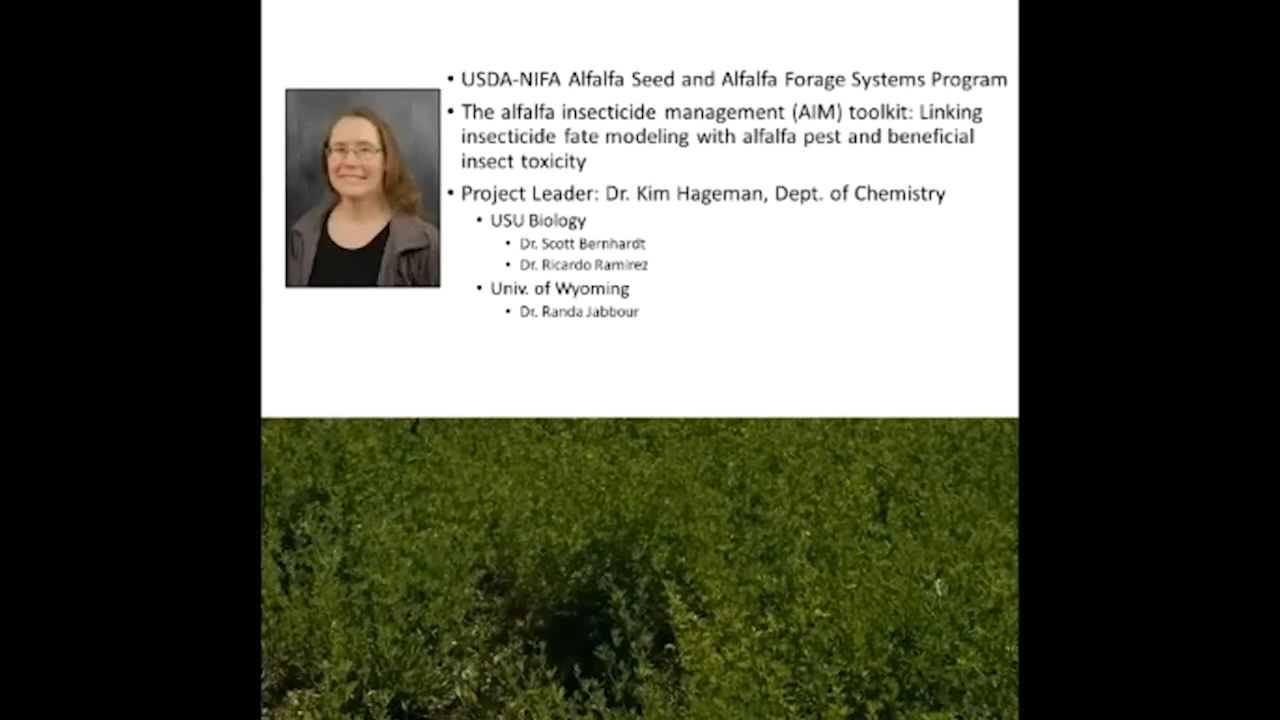 • USDA-NIFA Alfalfa Seed and Alfalfa Forage Systems Program
• The alfalfa insecticide management (AIM) toolkit: Linking
insecticide fate modeling with alfalfa pest and beneficial
insect toxicity
• Project Leader: Dr. Kim Hageman, Dept. of Chemistry
• USU Biology
• Dr. Scott Bernhardt
• Dr. Ricardo Ramirez
• Univ. of Wyoming
• Dr. Randa Jabbour